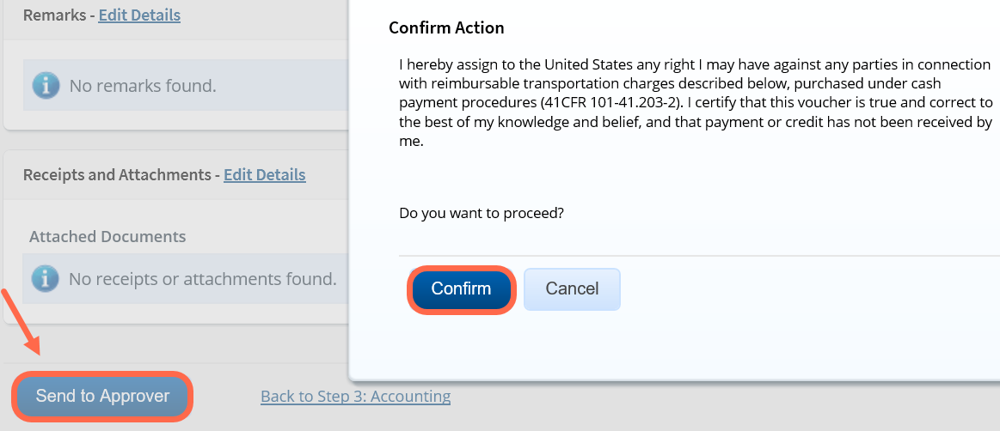 Remarks - Edit Details
No remarks found.
Receipts and Attachments - Edit Details
Attached Documents
No receipts or attachments found.
Send to Approver
Back to Step 3: Accounting
Confirm Action
I hereby assign to the United States any right I may have against any parties in connection
with reimbursable transportation charges described below, purchased under cash
payment procedures (41CFR 101-41.203-2). I certify that this voucher is true and correct to
the best of my knowledge and belief, and that payment or credit has not been received by
me.
Do you want to proceed?
Confirm
Cancel